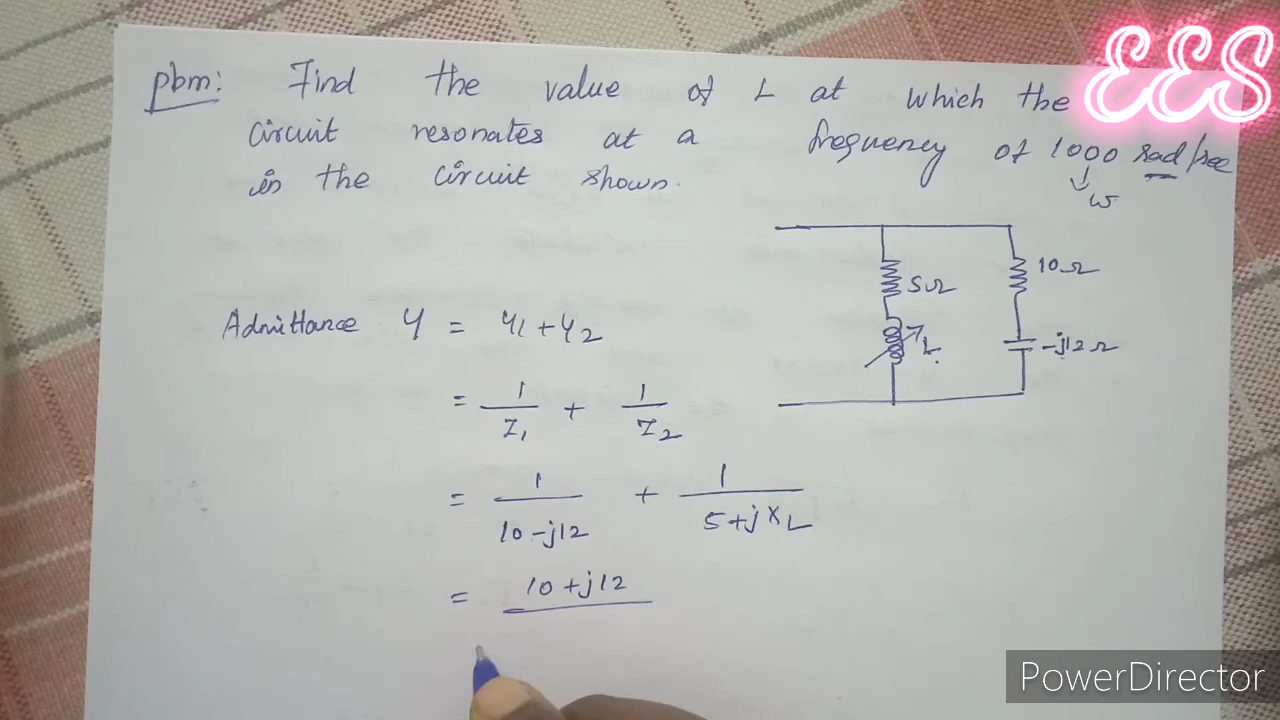 pbm: Find the value of L at which the
circuit resonates at a frequency of 1000 rad/sec
in the circuit shown.
w
5Ω
10Ω
L
-j12Ω
Admittance Y = Y1 + Y2
= 1/Z1 + 1/Z2
= 1/10-j12 + 1/5+jXL
= 10+j12
EES
PowerDirector